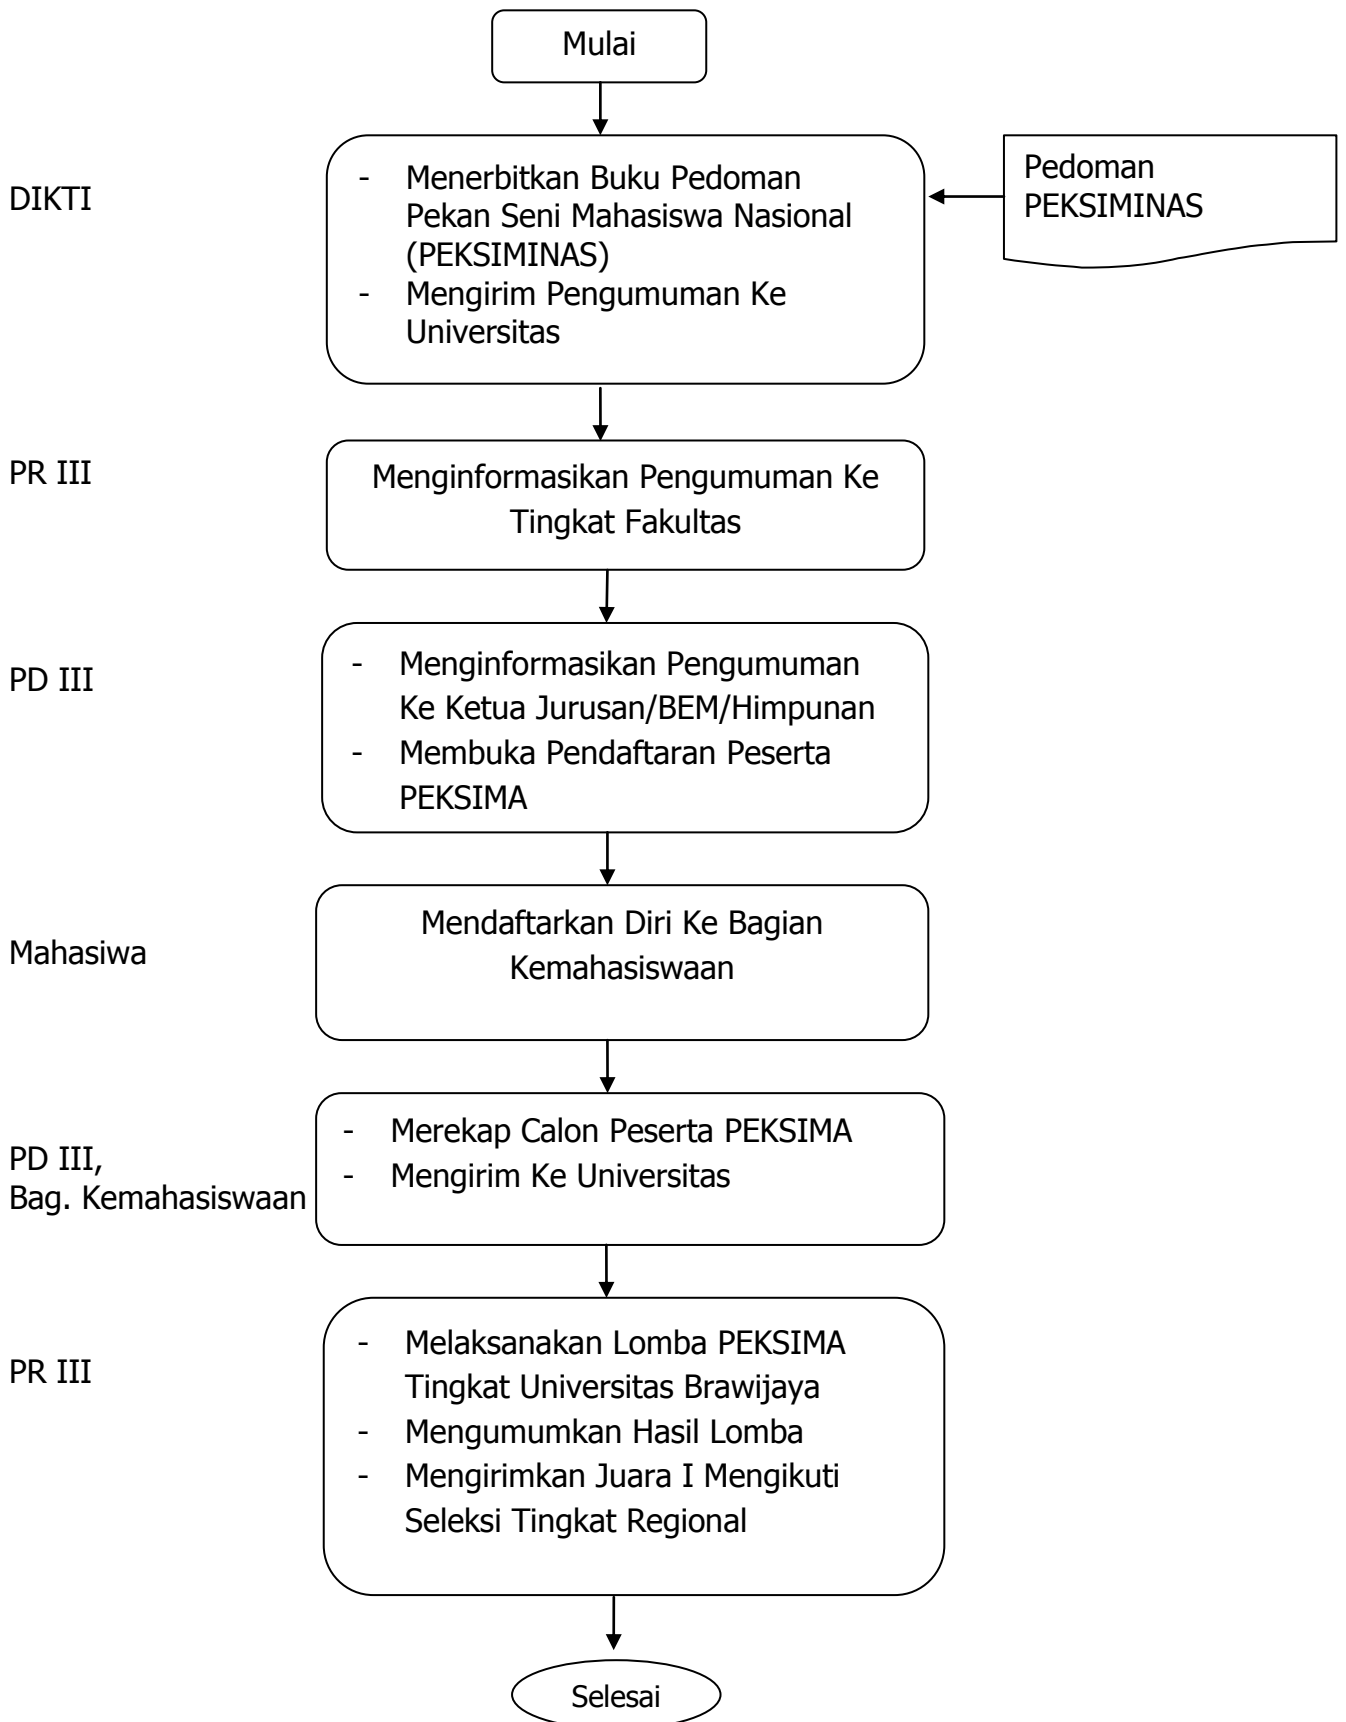 Mulai
DIKTI
- Menerbitkan Buku Pedoman
Pekan Seni Mahasiswa Nasional
(PEKSIMINAS)
- Mengirim Pengumuman Ke
Universitas
Pedoman
PEKSIMINAS
PR III
Menginformasikan Pengumuman Ke
Tingkat Fakultas
PD III
- Menginformasikan Pengumuman
Ke Ketua Jurusan/BEM/Himpunan
- Membuka Pendaftaran Peserta
PEKSIMA
Mahasiwa
Mendaftarkan Diri Ke Bagian
Kemahasiswaan
PD III,
Bag. Kemahasiswaan
- Merekap Calon Peserta PEKSIMA
- Mengirim Ke Universitas
PR III
- Melaksanakan Lomba PEKSIMA
Tingkat Universitas Brawijaya
- Mengumumkan Hasil Lomba
- Mengirimkan Juara I Mengikuti
Seleksi Tingkat Regional
Selesai